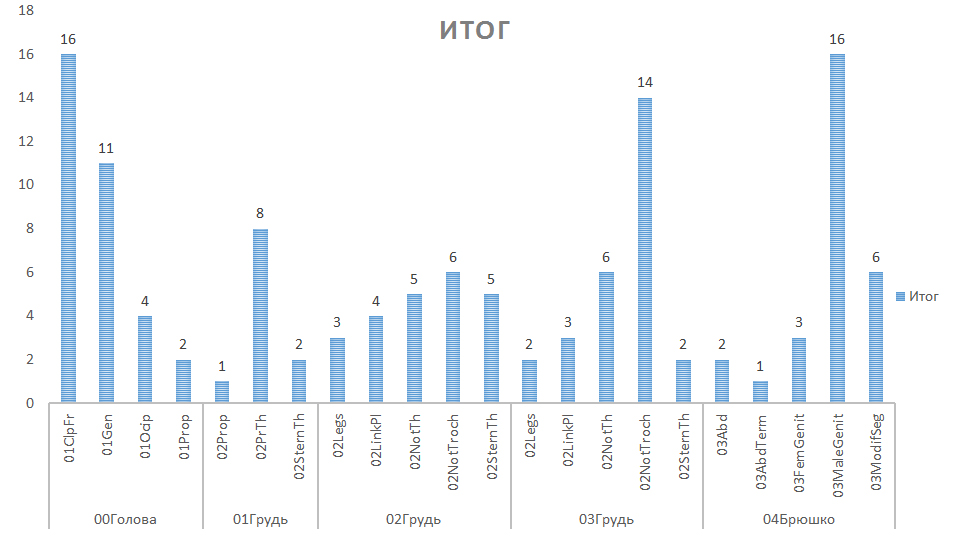 ИТОГ
18
16
14
12
10
8
6
4
2
0
16
11
4
2
1
8
2
3
4
5
6
5
2
3
6
14
2
2
1
3
16
6
Итог
01ClpFr
01Gen
01Ocip
01Prop
02Prop
02PrTh
02SternTh
02Legs
02LinkPl
02NotTh
02NotTroch
02SternTh
02Legs
02LinkPl
02NotTh
02NotTroch
02SternTh
03Abd
03AbdTerm
03FemGenit
03MaleGenit
03ModifSeg
00Голова
01Грудь
02Грудь
03Грудь
04Брюшко